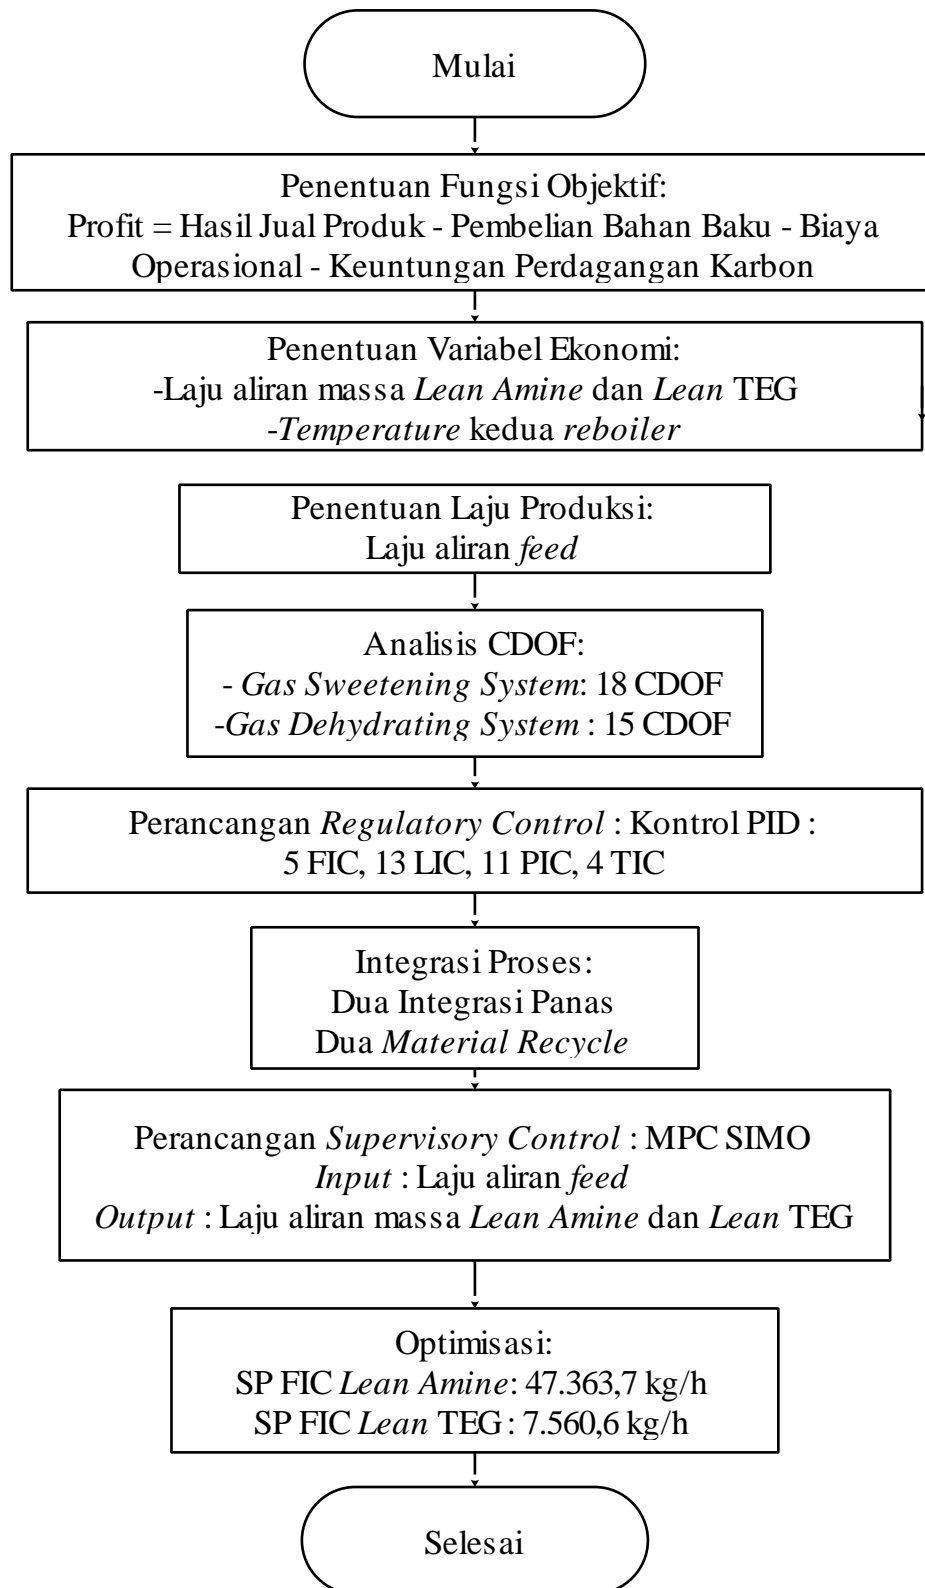 Mulai
Penentuan Fungsi Objektif:
Profit = Hasil Jual Produk - Pembelian Bahan Baku - Biaya
Operasional - Keuntungan Perdagangan Karbon
Penentuan Variabel Ekonomi:
-Laju aliran massa Lean Amine dan Lean TEG
-Temperature kedua reboiler
Penentuan Laju Produksi:
Laju aliran feed
Analisis CDOF:
- Gas Sweetening System: 18 CDOF
-Gas Dehydrating System : 15 CDOF
Perancangan Regulatory Control : Kontrol PID :
5 FIC, 13 LIC, 11 PIC, 4 TIC
Integrasi Proses:
Dua Integrasi Panas
Dua Material Recycle
Perancangan Supervisory Control : MPC SIMO
Input : Laju aliran feed
Output : Laju aliran massa Lean Amine dan Lean TEG
Optimisasi:
SP FIC Lean Amine: 47.363,7 kg/h
SP FIC Lean TEG : 7.560,6 kg/h
Selesai